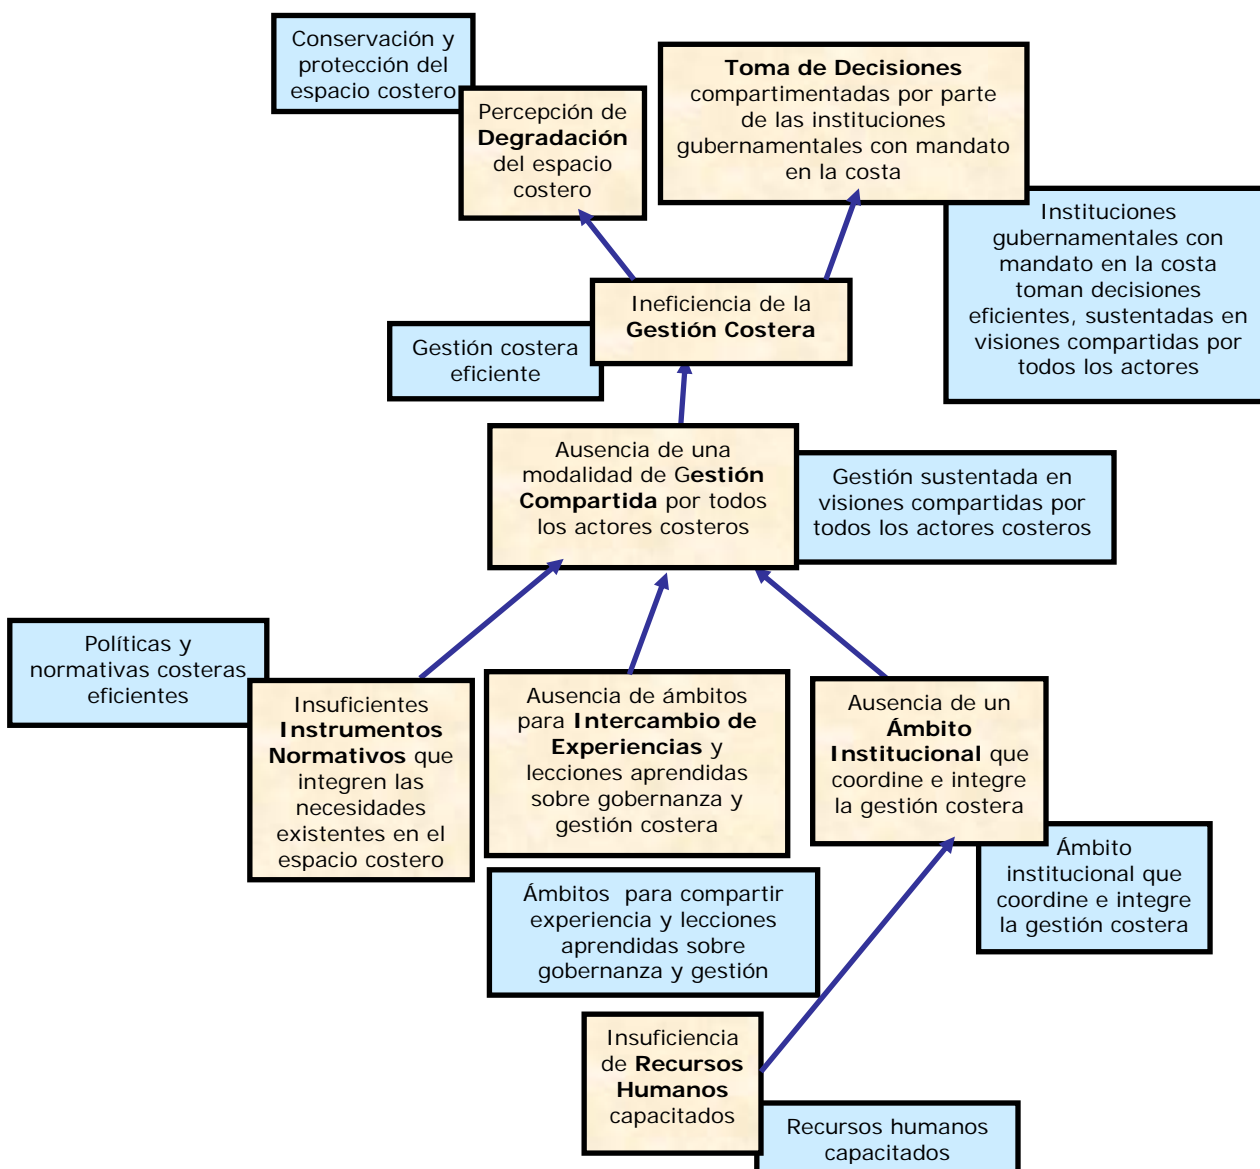 Conservación y
protección del
espacio costero
Toma de Decisiones
compartimentadas por parte
de las instituciones
gubernamentales con mandato
en la costa
Percepción de
Degradación
del espacio
costero
Instituciones
gubernamentales con
mandato en la costa
toman decisiones
eficientes, sustentadas en
visiones compartidas por
todos los actores
Ineficiencia de la
Gestión Costera
Gestión costera
eficiente
Ausencia de una
modalidad de Gestión
Compartida por todos
los actores costeros
Gestión sustentada en
visiones compartidas por
todos los actores costeros
Políticas y
normativas costeras
eficientes
Insuficientes
Instrumentos
Normativos que
integren las
necesidades
existentes en el
espacio costero
Ausencia de ámbitos
para Intercambio de
Experiencias y
lecciones aprendidas
sobre gobernanza y
gestión costera
Ausencia de un
Ámbito
Institucional que
coordine e integre
la gestión costera
Ámbito
institucional que
coordine e integre
la gestión costera
Ámbitos para compartir
experiencia y lecciones
aprendidas sobre
gobernanza y gestión
Insuficiencia
de Recursos
Humanos
capacitados
Recursos humanos
capacitados